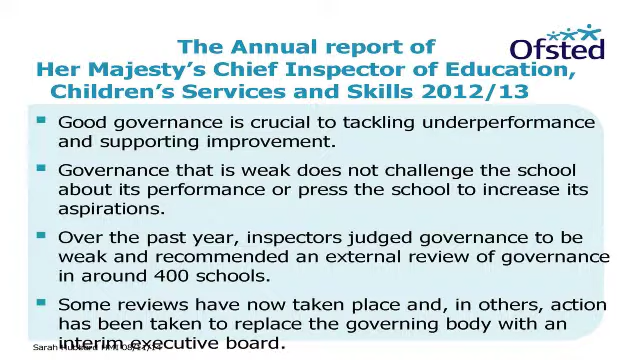 The Annual report of
Ofsted
Her Majesty's Chief Inspector of Education,
Children's Services and Skills 2012/13
Good governance is crucial to tackling underperformance
and supporting improvement.
Governance that is weak does not challenge the school
about its performance or press the school to increase its
aspirations.
Over the past year, inspectors judged governance to be
weak and recommended an external review of governance
in around 400 schools.
Some reviews have now taken place and, in others, action
has been taken to replace the governing body with an
interim executive board.
Sarah HMI